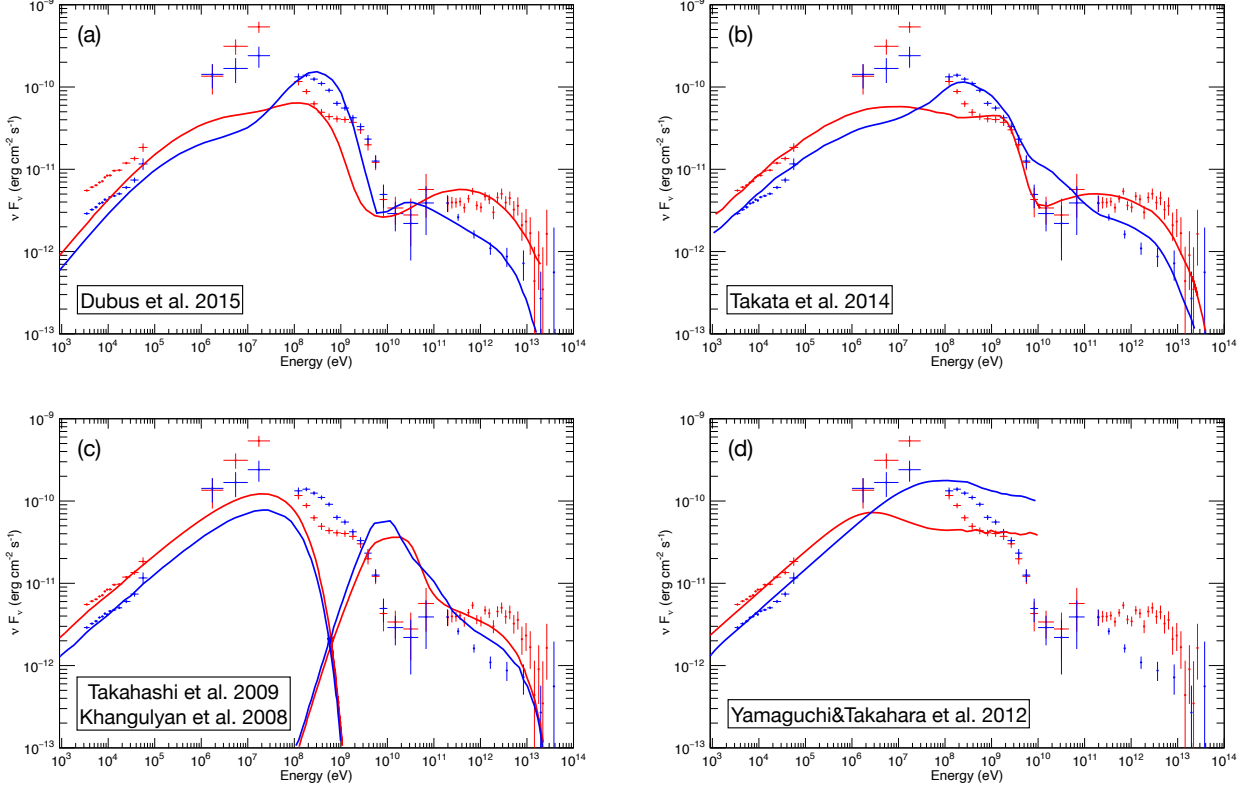 (a)
10⁻⁹
10⁻¹⁰
10⁻¹¹
10⁻¹²
10⁻¹³
ν Fν (erg cm⁻² s⁻¹)
Dubus et al. 2015
10³ 10⁴ 10⁵ 10⁶ 10⁷ 10⁸ 10⁹ 10¹⁰ 10¹¹ 10¹² 10¹³ 10¹⁴
Energy (eV)
(b)
10⁻⁹
10⁻¹⁰
10⁻¹¹
10⁻¹²
10⁻¹³
ν Fν (erg cm⁻² s⁻¹)
Takata et al. 2014
10³ 10⁴ 10⁵ 10⁶ 10⁷ 10⁸ 10⁹ 10¹⁰ 10¹¹ 10¹² 10¹³ 10¹⁴
Energy (eV)
(c)
10⁻⁹
10⁻¹⁰
10⁻¹¹
10⁻¹²
10⁻¹³
ν Fν (erg cm⁻² s⁻¹)
Takahashi et al. 2009
Khangulyan et al. 2008
10³ 10⁴ 10⁵ 10⁶ 10⁷ 10⁸ 10⁹ 10¹⁰ 10¹¹ 10¹² 10¹³ 10¹⁴
Energy (eV)
(d)
10⁻⁹
10⁻¹⁰
10⁻¹¹
10⁻¹²
10⁻¹³
ν Fν (erg cm⁻² s⁻¹)
Yamaguchi&Takahara et al. 2012
10³ 10⁴ 10⁵ 10⁶ 10⁷ 10⁸ 10⁹ 10¹⁰ 10¹¹ 10¹² 10¹³ 10¹⁴
Energy (eV)